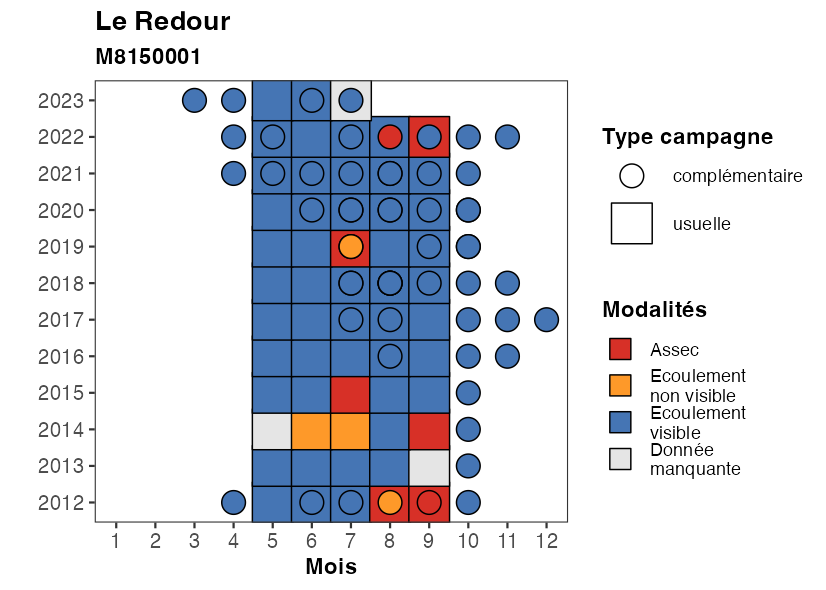 Le Redour
M8150001
2023
2022
2021
2020
2019
2018
2017
2016
2015
2014
2013
2012
1 2 3 4 5 6 7 8 9 10 11 12
Mois
Type campagne
complémentaire
usuelle
Modalités
Assec
Ecoulement
non visible
Ecoulement
visible
Donnée
manquante